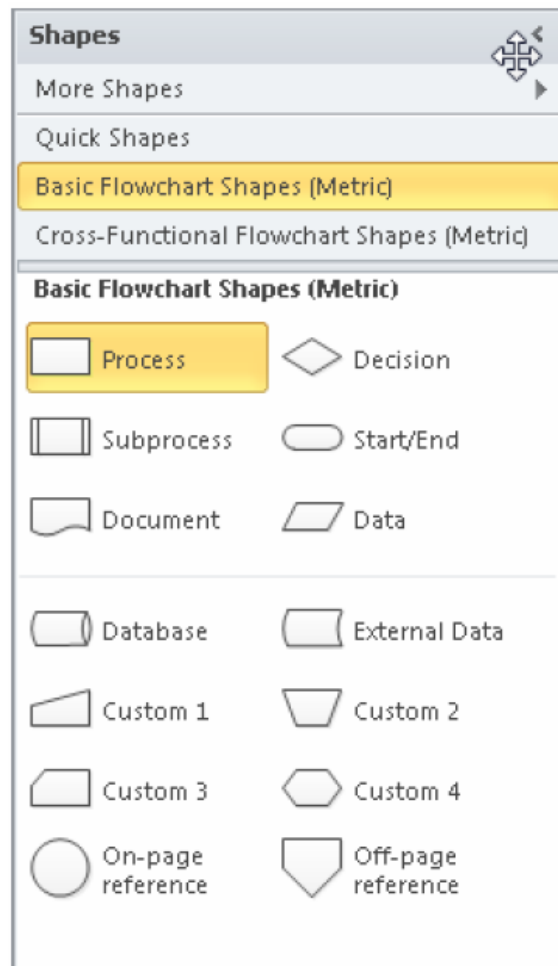 Shapes
More Shapes
Quick Shapes
Basic Flowchart Shapes (Metric)
Cross-Functional Flowchart Shapes (Metric)
Basic Flowchart Shapes (Metric)
Process
Decision
Subprocess
Start/End
Document
Data
Database
External Data
Custom 1
Custom 2
Custom 3
Custom 4
On-page
reference
Off-page
reference